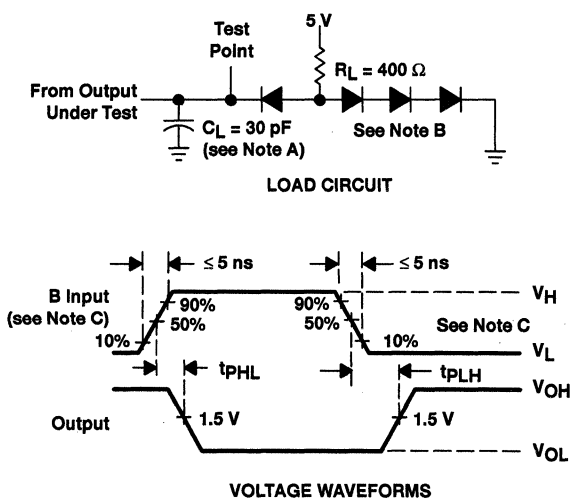 5 V
Test
Point
R_L = 400 Ω
From Output
Under Test
C_L = 30 pF
(see Note A)
See Note B
LOAD CIRCUIT
≤ 5 ns
≤ 5 ns
B Input
(see Note C)
90%
50%
10%
90%
50%
10%
See Note C
V_H
V_L
t_PHL
t_PLH
V_OH
Output
1.5 V
1.5 V
V_OL
VOLTAGE WAVEFORMS